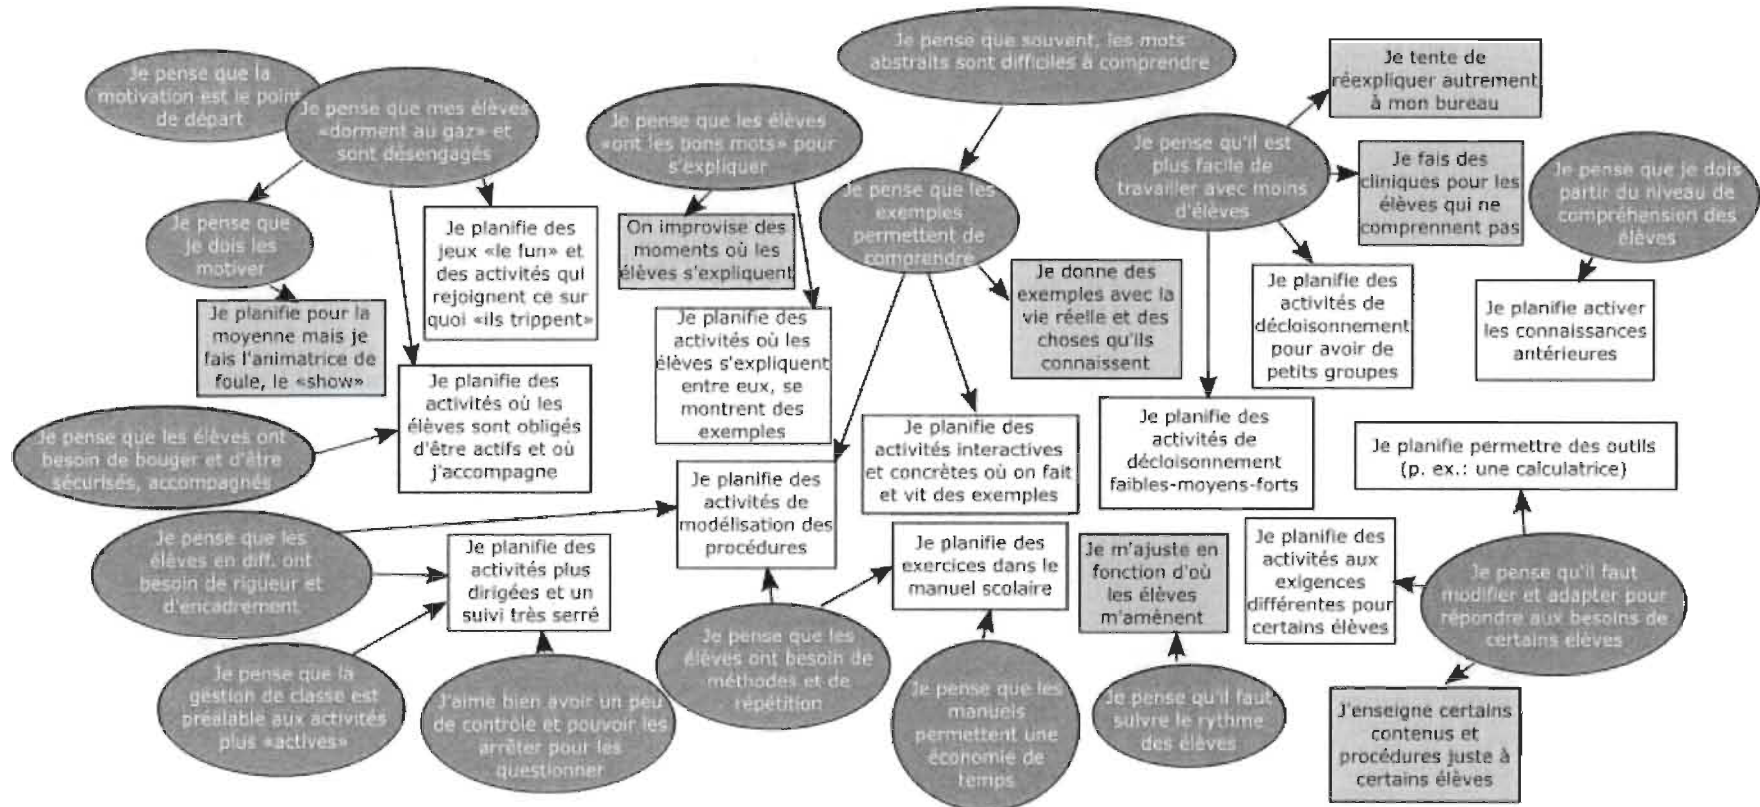 Je pense que la
motivation est le point
de départ
Je pense que mes élèves
«dorment au gaz» et
sont désengagés
Je pense que
je dois les
motiver
Je planifie pour la
moyenne mais je
fais l'animatrice de
foule, le «show»
Je planifie des
jeux «le fun» et
des activités qui
rejoignent ce sur
quoi «ils trippent»
Je planifie des
activités où les
élèves sont obligés
d'être actifs et où
j'accompagne
Je pense que les élèves ont
besoin de bouger et d'être
sécurisés, accompagnés
Je pense que les élèves
«ont les bons mots» pour
s'expliquer
On improvise des
moments où les
élèves s'expliquent
Je planifie des
activités où les
élèves s'expliquent
entre eux, se
montrent des
exemples
Je pense que souvent, les mots
abstraits sont difficiles à comprendre
Je pense que les
exemples
permettent de
comprendre
Je donne des
exemples avec la
vie réelle et des
choses qu'ils
connaissent
Je planifie des
activités interactives
et concrètes où on fait
et vit des exemples
Je planifie des
activités de
modélisation des
procédures
Je pense qu'il est
plus facile de
travailler avec moins
d'élèves
Je tente de
réexpliquer autrement
à mon bureau
Je fais des
cliniques pour les
élèves qui ne
comprennent pas
Je planifie des
activités de
décloisonnement
pour avoir de
petits groupes
Je planifie des
activités de
décloisonnement
faibles-moyens-forts
Je pense que je dois
partir du niveau de
compréhension des
élèves
Je planifie activer
les connaissances
antérieures
Je planifie permettre des outils
(p. ex.: une calculatrice)
Je pense que les
élèves en diff. ont
besoin de rigueur et
d'encadrement
Je planifie des
activités plus
dirigées et un
suivi très serré
Je pense que la
gestion de classe est
préalable aux activités
plus «actives»
J'aime bien avoir un peu
de contrôle et pouvoir les
arrêter pour les
questionner
Je pense que les
élèves ont besoin de
méthodes et de
répétition
Je planifie des
exercices dans le
manuel scolaire
Je pense que les
manuels
permettent une
économie de
temps
Je m'ajuste en
fonction d'où
les élèves
m'amènent
Je pense qu'il faut
suivre le rythme
des élèves
Je planifie des
activités aux
exigences
différentes pour
certains élèves
Je pense qu'il faut
modifier et adapter pour
répondre aux besoins de
certains élèves
J'enseigne certains
contenus et
procédures juste à
certains élèves